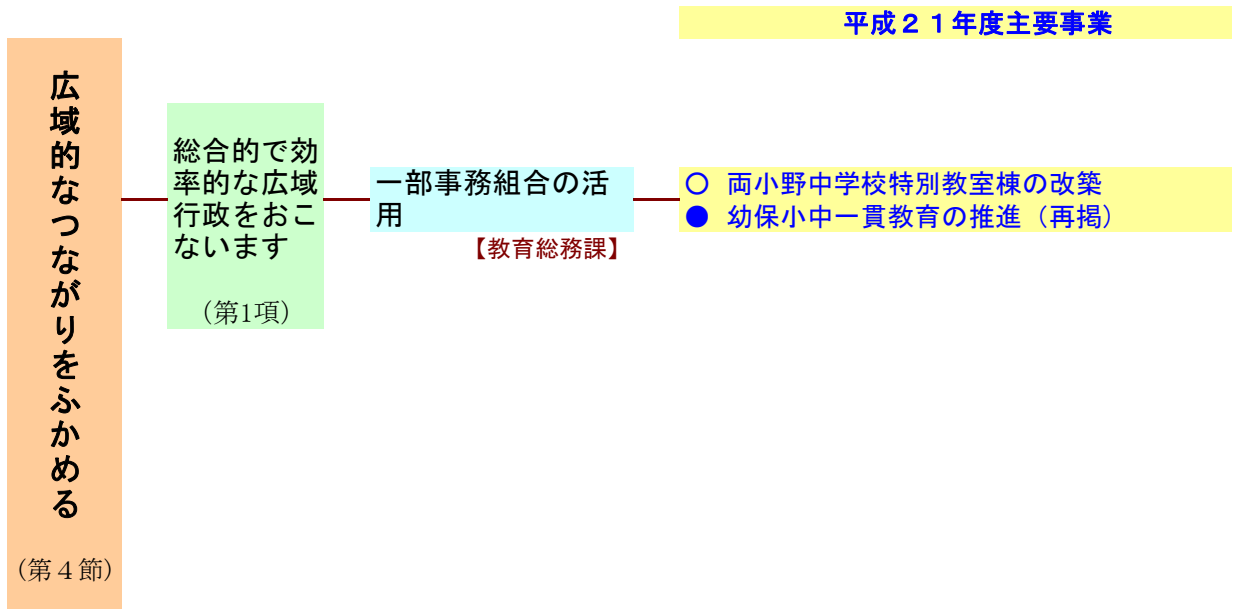 平成２１年度主要事業
広域的なつながりをふかめる
（第４節）
総合的で効
率的な広域
行政をおこ
ないます
（第1項）
一部事務組合の活
用
【教育総務課】
○ 両小野中学校特別教室棟の改築
● 幼保小中一貫教育の推進（再掲）